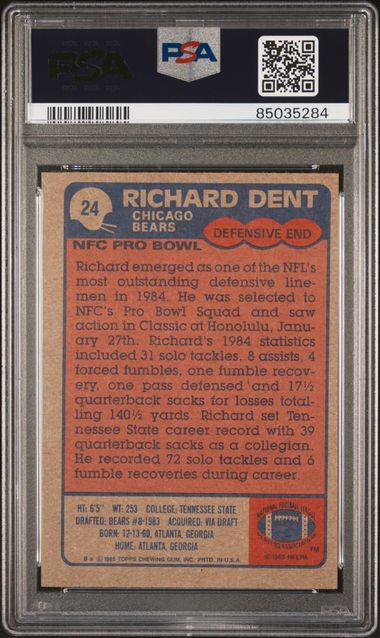 PSA
PSA
85035284
24
RICHARD DENT
CHICAGO
BEARS
DEFENSIVE END
NFC PRO BOWL
Richard emerged as one of the NFL's
most outstanding defensive line-
men in 1984. He was selected to
NFC's Pro Bowl Squad and saw
action in Classic at Honolulu, Janu-
ary 27th. Richard's 1984 statistics
included 31 solo tackles, 8 assists, 4
forced fumbles, one fumble recov-
ery, one pass defensed and 17½
quarterback sacks for losses total-
ling 140½ yards. Richard set Ten-
nessee State career record with 39
quarterback sacks as a collegian.
He recorded 72 solo tackles and 6
fumble recoveries during career.
HT: 6'5" WT: 253 COLLEGE: TENNESSEE STATE
DRAFTED: BEARS #8-1983 ACQUIRED: VIA DRAFT
BORN: 12-13-60, ATLANTA, GEORGIA
HOME: ATLANTA, GEORGIA
© 1985 TOPPS CHEWING GUM, INC. PRTD. IN U.S.A.
NATIONAL FOOTBALL
TM
© 1985 NFLPA